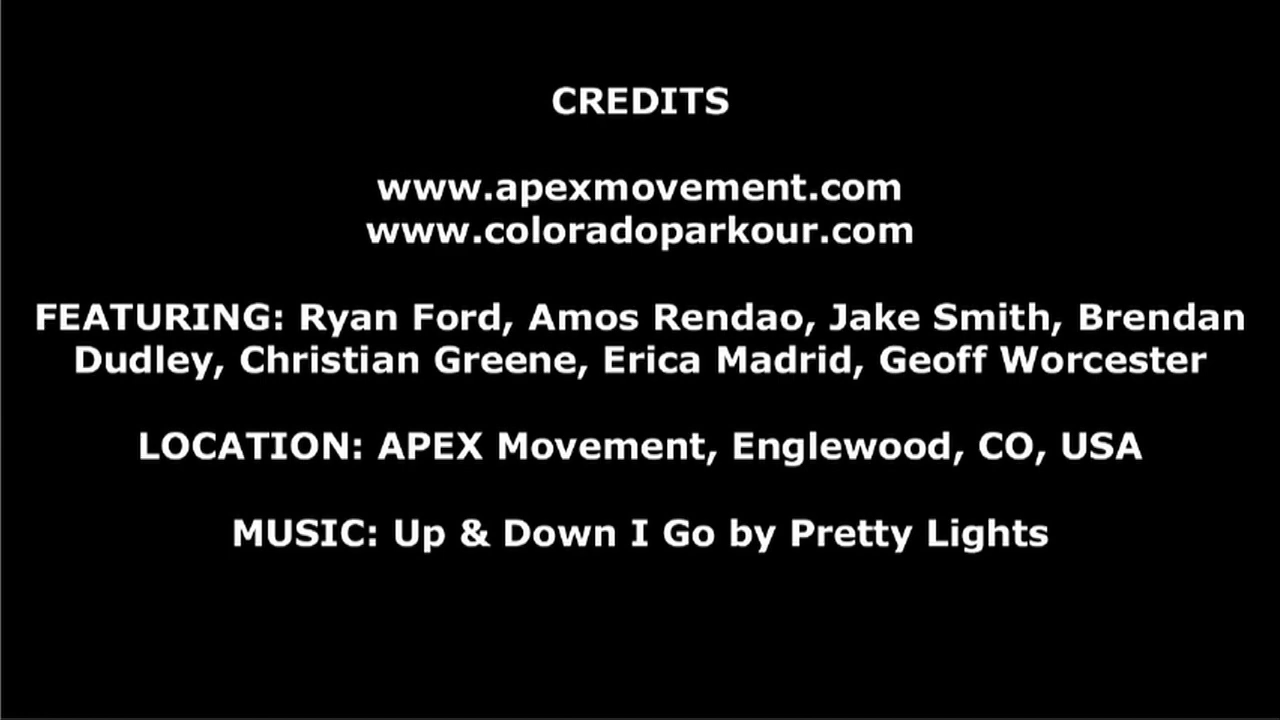 CREDITS
www.apexmovement.com
www.coloradoparkour.com
FEATURING: Ryan Ford, Amos Rendao, Jake Smith, Brendan
Dudley, Christian Greene, Erica Madrid, Geoff Worcester
LOCATION: APEX Movement, Englewood, CO, USA
MUSIC: Up & Down I Go by Pretty Lights